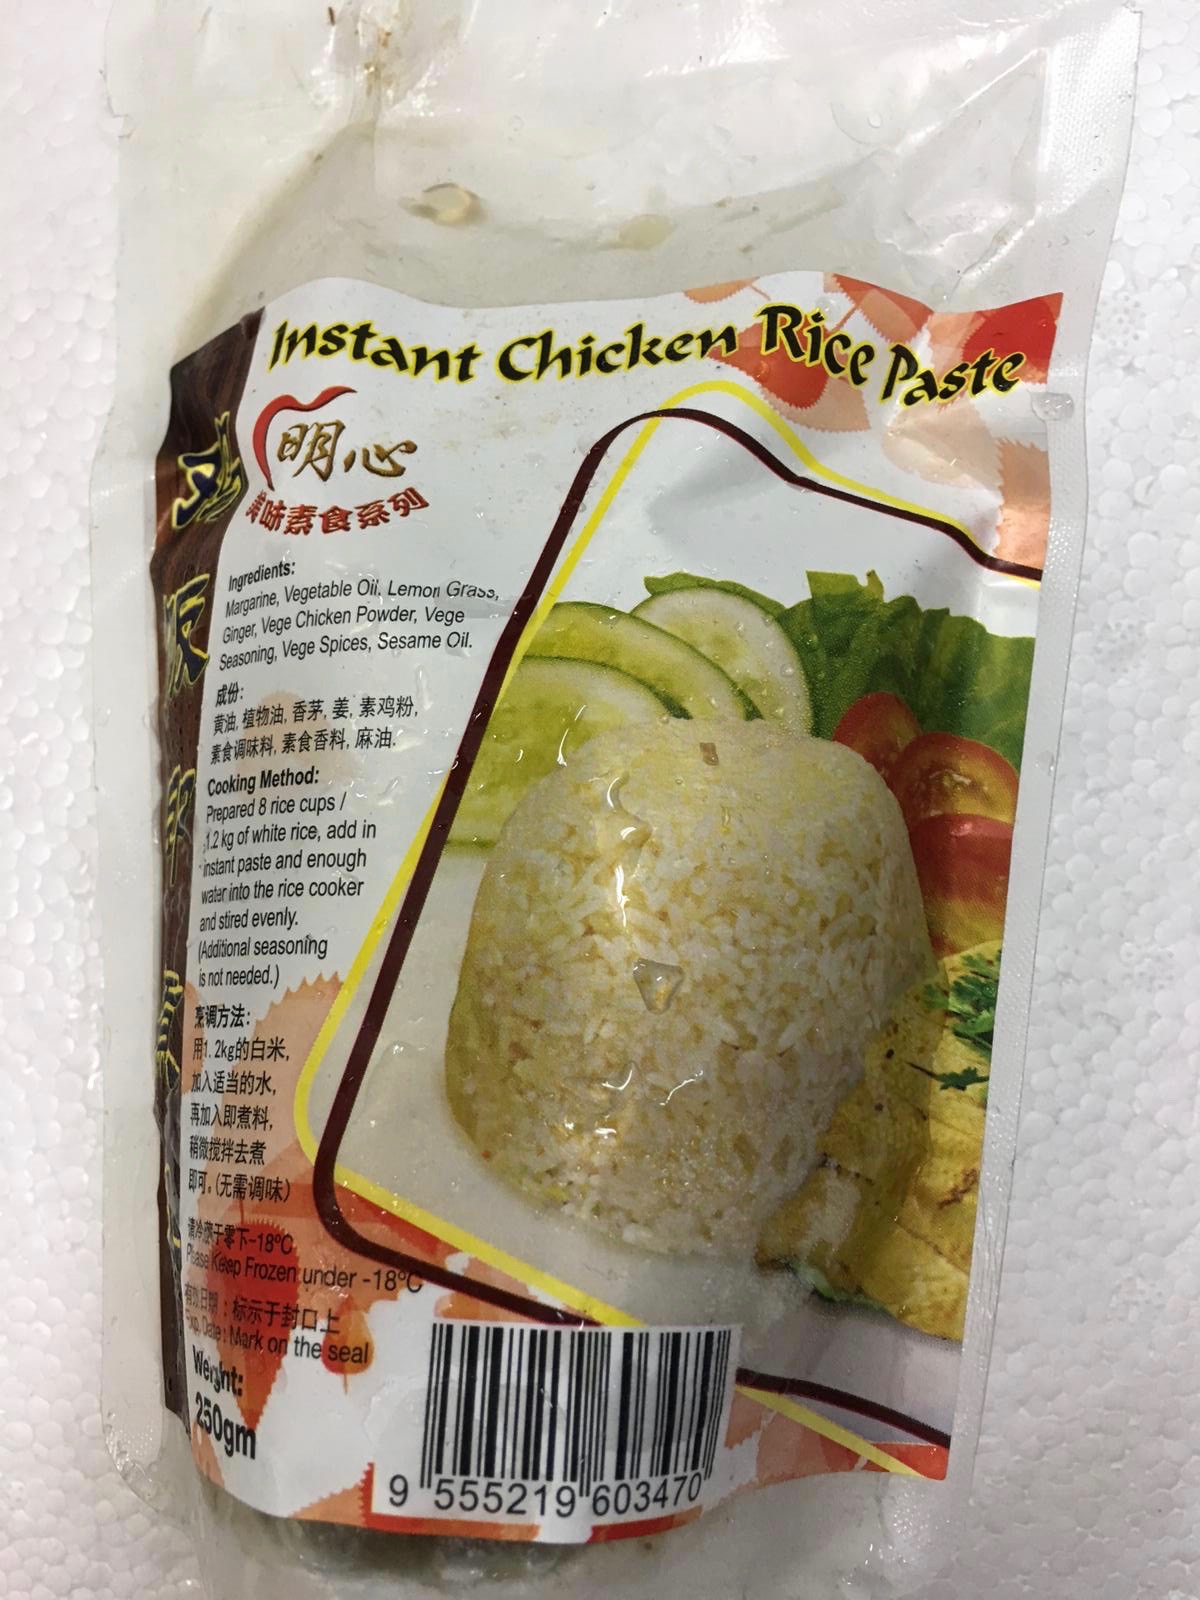 Instant Chicken Rice Paste
明心
美味素食系列
Ingredients:
Margarine, Vegetable Oil, Lemon Grass,
Ginger, Vege Chicken Powder, Vege
Seasoning, Vege Spices, Sesame Oil.
成份:
黄油, 植物油, 香茅, 姜, 素鸡粉,
素食调味料, 素食香料, 麻油.
Cooking Method:
Prepared 8 rice cups /
1.2 kg of white rice, add in
instant paste and enough
water into the rice cooker
and stired evenly.
(Additional seasoning
is not needed.)
烹调方法:
用1.2kg的白米,
加入适当的水,
再加入即煮料,
稍微搅拌去煮
即可。(无需调味)
请冷藏于零下-18°C
Please Keep Frozen under -18°C
有效日期 : 标示于封口上
Exp. Date : Mark on the seal
Weight:
250gm
9 555219 603470